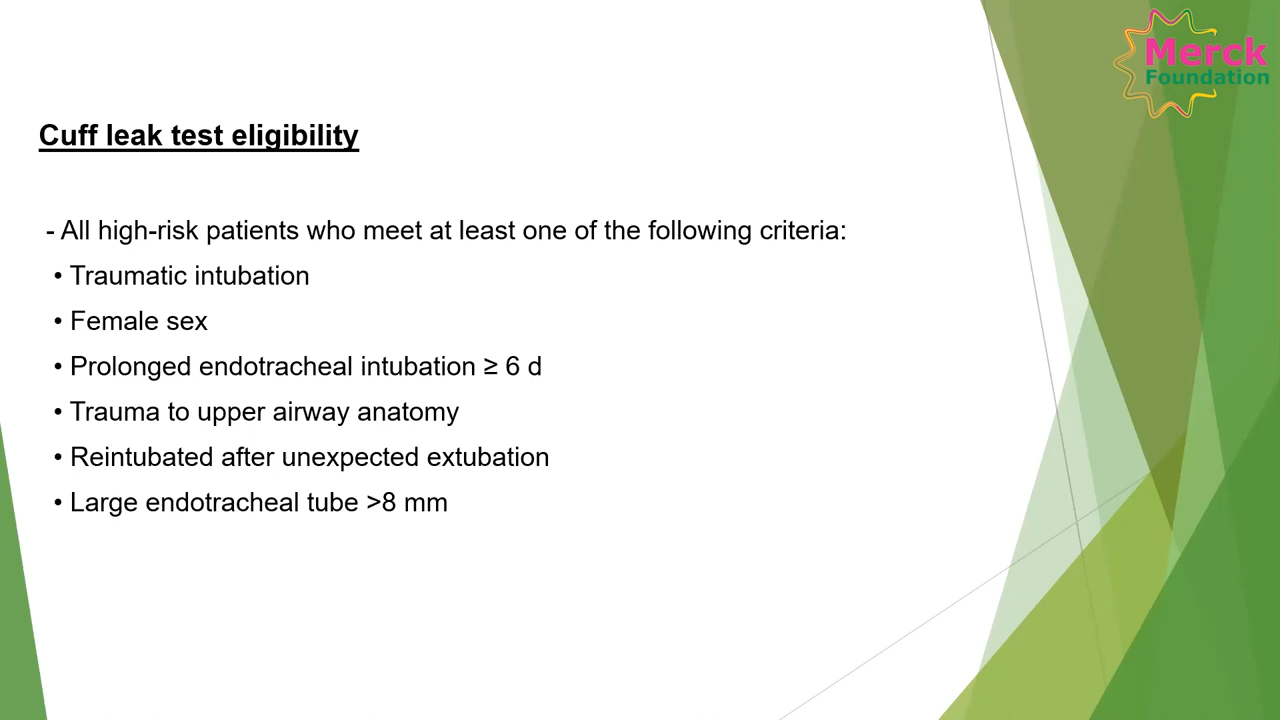 Merck
Foundation
Cuff leak test eligibility
- All high-risk patients who meet at least one of the following criteria:
• Traumatic intubation
• Female sex
• Prolonged endotracheal intubation ≥ 6 d
• Trauma to upper airway anatomy
• Reintubated after unexpected extubation
• Large endotracheal tube >8 mm